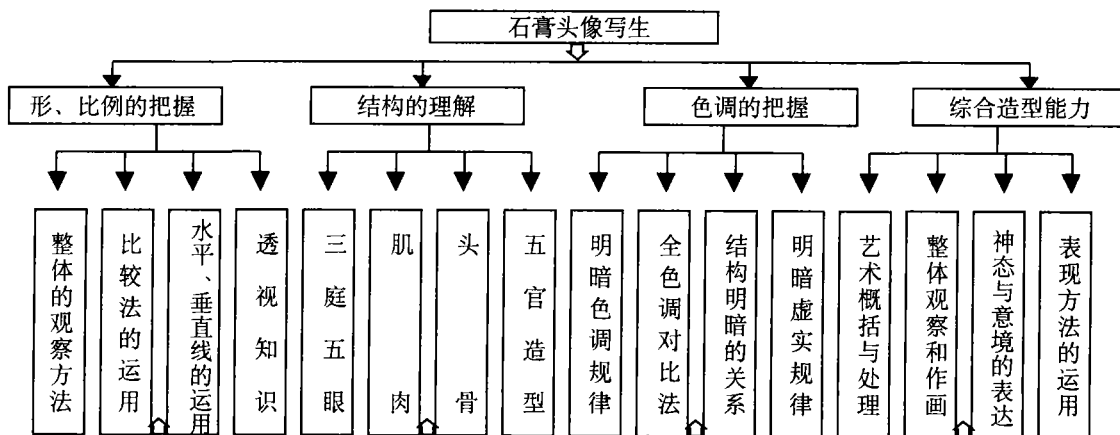 石膏头像写生
形、比例的把握
结构的理解
色调的把握
综合造型能力
整体的观察方法
比较法的运用
水平、垂直线的运用
透视知识
三庭五眼
肌肉
头骨
五官造型
明暗色调规律
全色调对比法
结构明暗的关系
明暗虚实规律
艺术概括与处理
整体观察和作画
神态与意境的表达
表现方法的运用